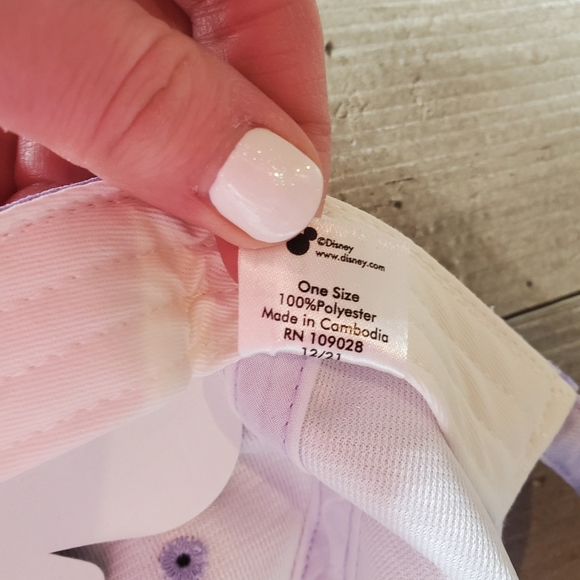 ©Disney
www.disney.com
One Size
100%Polyester
Made in Cambodia
RN 109028
12/21